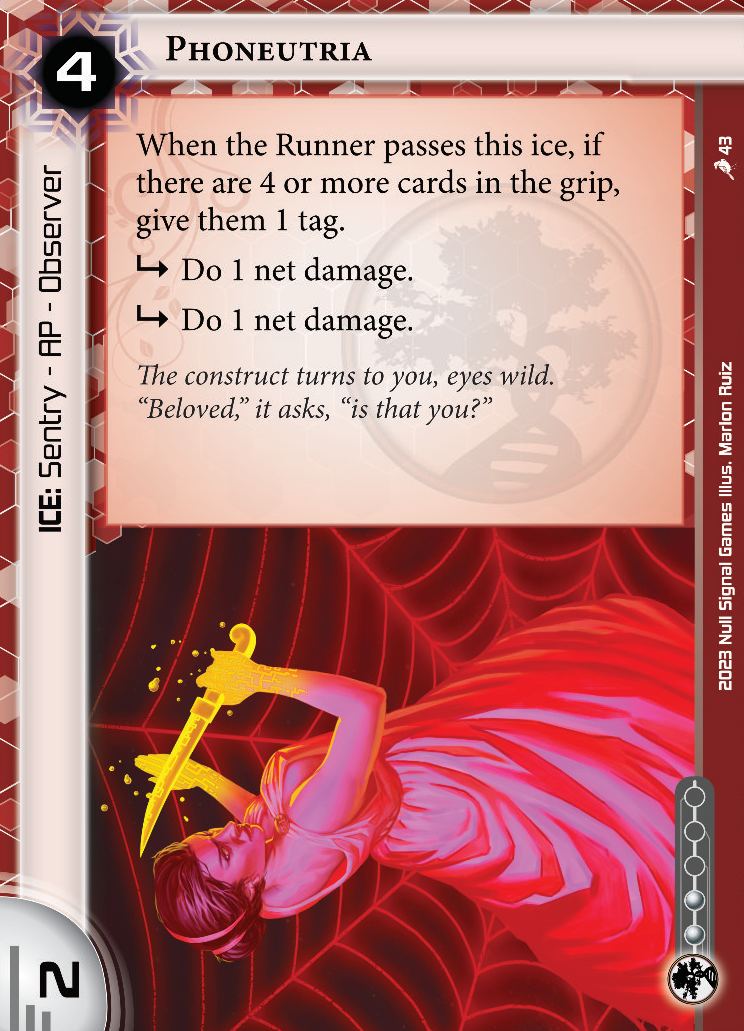 4
Phoneutria
When the Runner passes this ice, if
there are 4 or more cards in the grip,
give them 1 tag.
Do 1 net damage.
Do 1 net damage.
The construct turns to you, eyes wild.
“Beloved,” it asks, “is that you?”
ICE: Sentry - AP - Observer
2
43
2023 Null Signal Games Illus. Marlon Ruiz